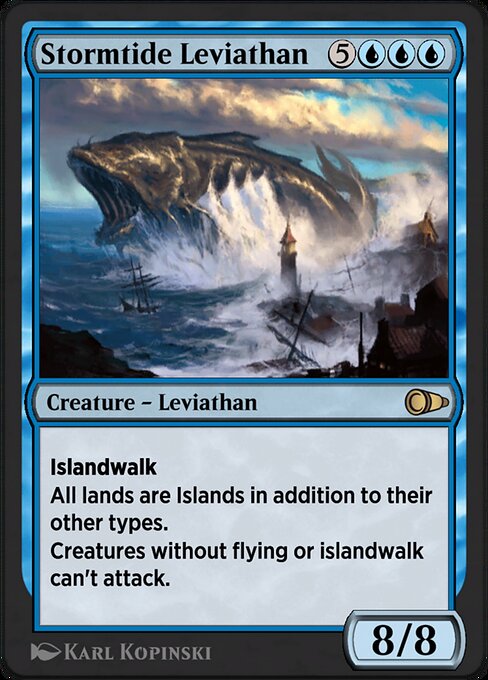 Stormtide Leviathan 5
Creature – Leviathan
Islandwalk
All lands are Islands in addition to their
other types.
Creatures without flying or islandwalk
can't attack.
8/8
KARL KOPINSKI